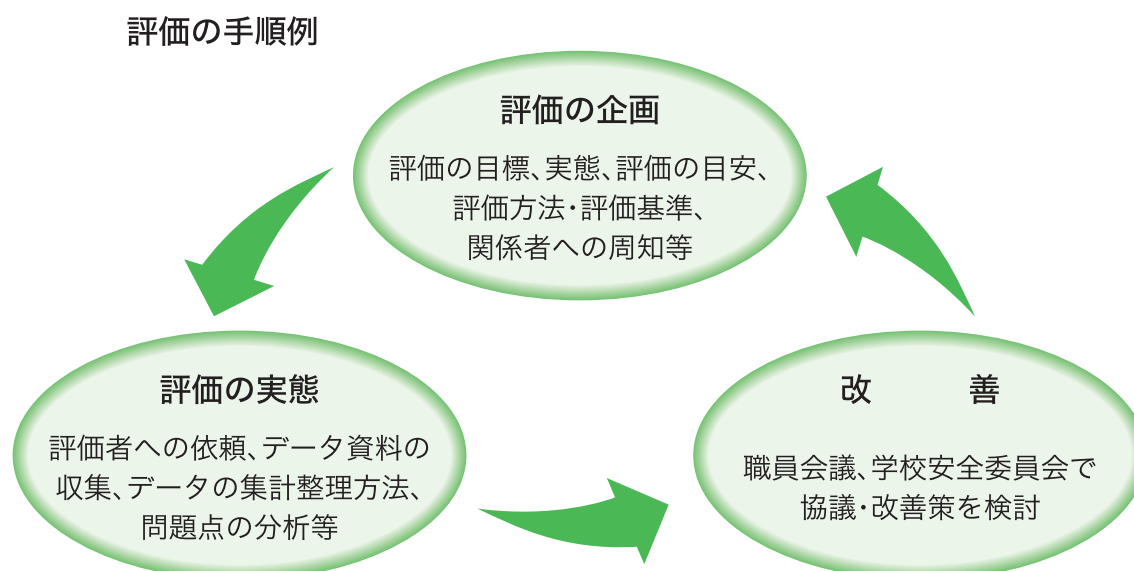 評価の手順例
評価の企画
評価の目標、実態、評価の目安、
評価方法・評価基準、
関係者への周知等
評価の実態
評価者への依頼、データ資料の
収集、データの集計整理方法、
問題点の分析等
改　　善
職員会議、学校安全委員会で
協議・改善策を検討